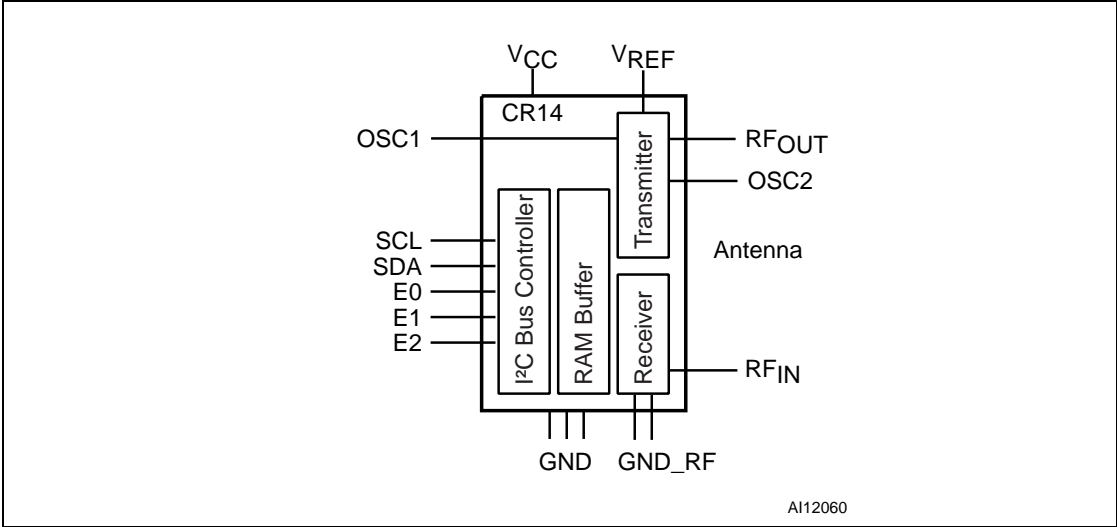 VCC
VREF
CR14
OSC1
RFOUT
OSC2
Transmitter
I²C Bus Controller
RAM Buffer
SCL
SDA
E0
E1
E2
Antenna
Receiver
RFIN
GND
GND_RF
AI12060